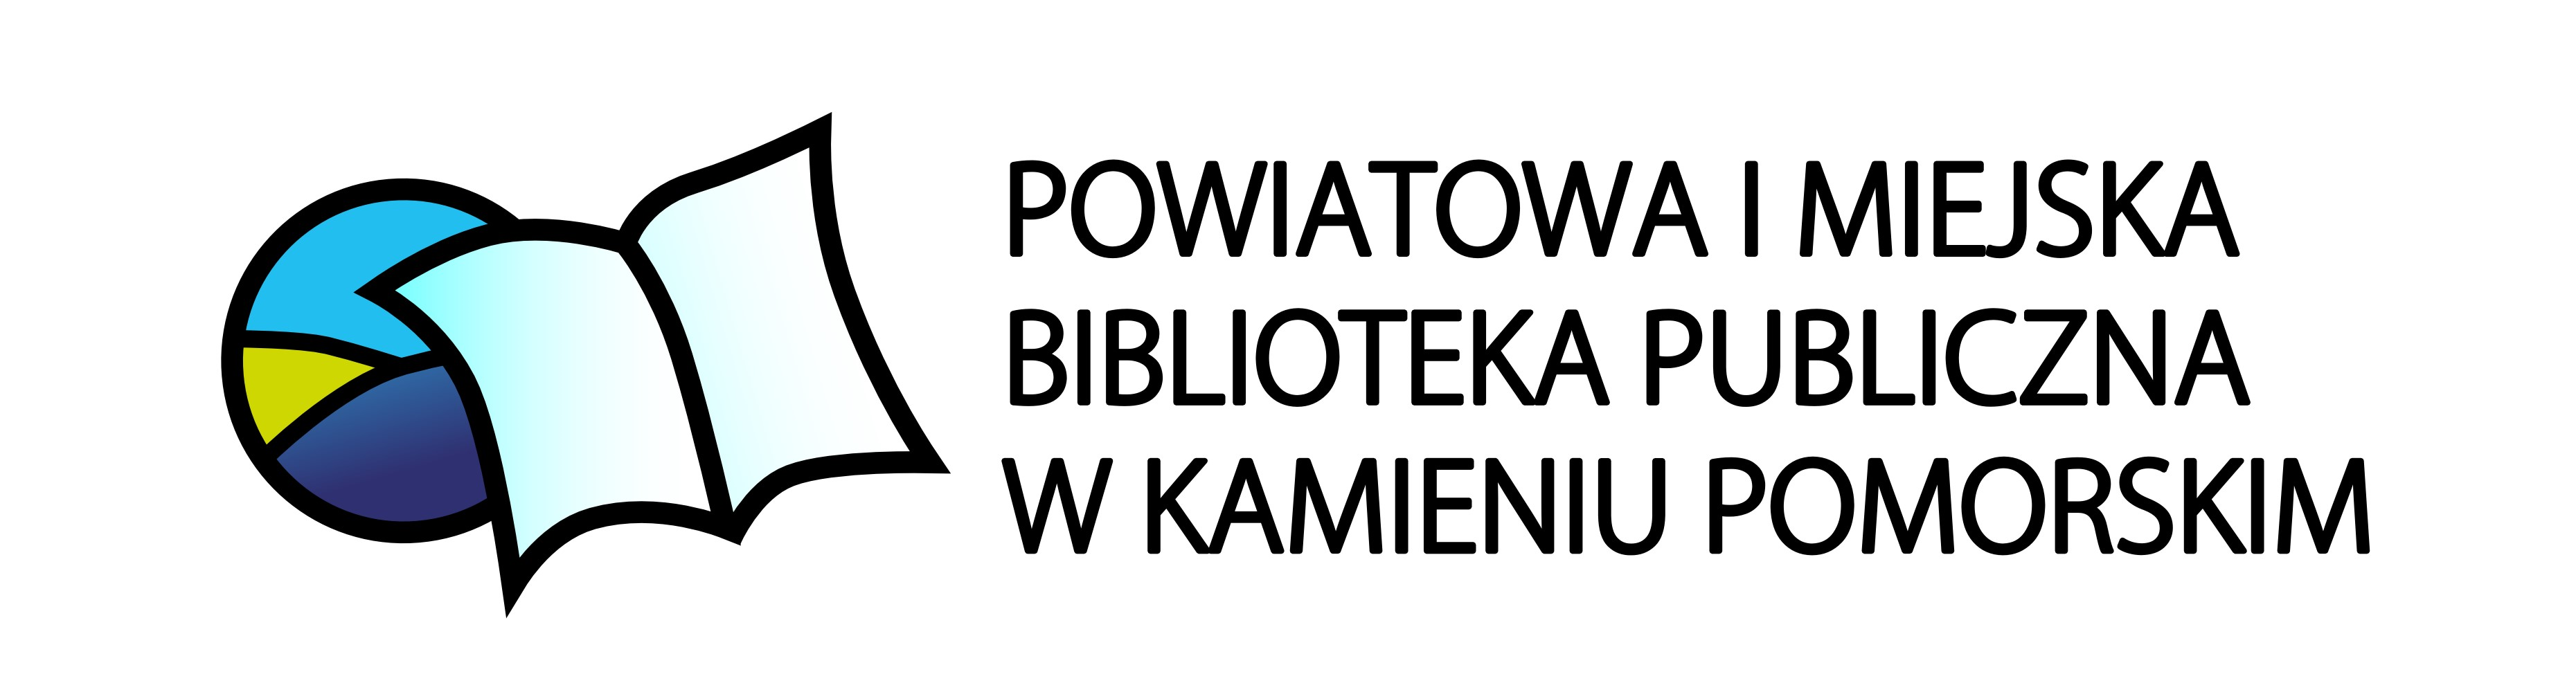 POWIATOWA I MIEJSKA
BIBLIOTEKA PUBLICZNA
W KAMIENIU POMORSKIM